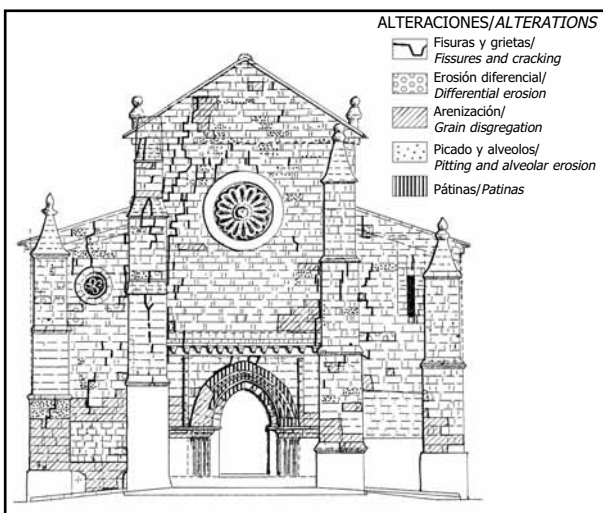 ALTERACIONES/ALTERATIONS
Fisuras y grietas/
Fissures and cracking
Erosión diferencial/
Differential erosion
Arenización/
Grain disgregation
Picado y alveolos/
Pitting and alveolar erosion
Pátinas/Patinas